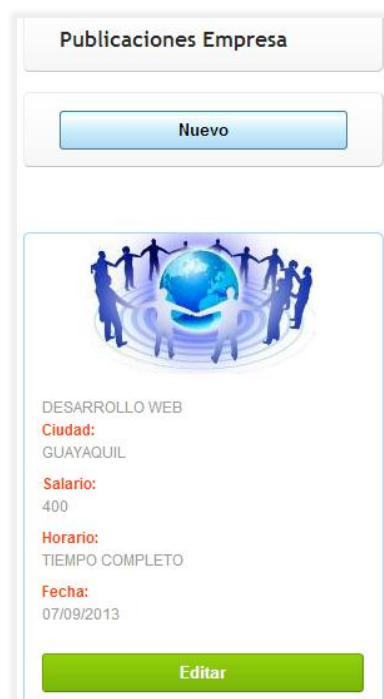 Publicaciones Empresa
Nuevo
DESARROLLO WEB
Ciudad:
GUAYAQUIL
Salario:
400
Horario:
TIEMPO COMPLETO
Fecha:
07/09/2013
Editar